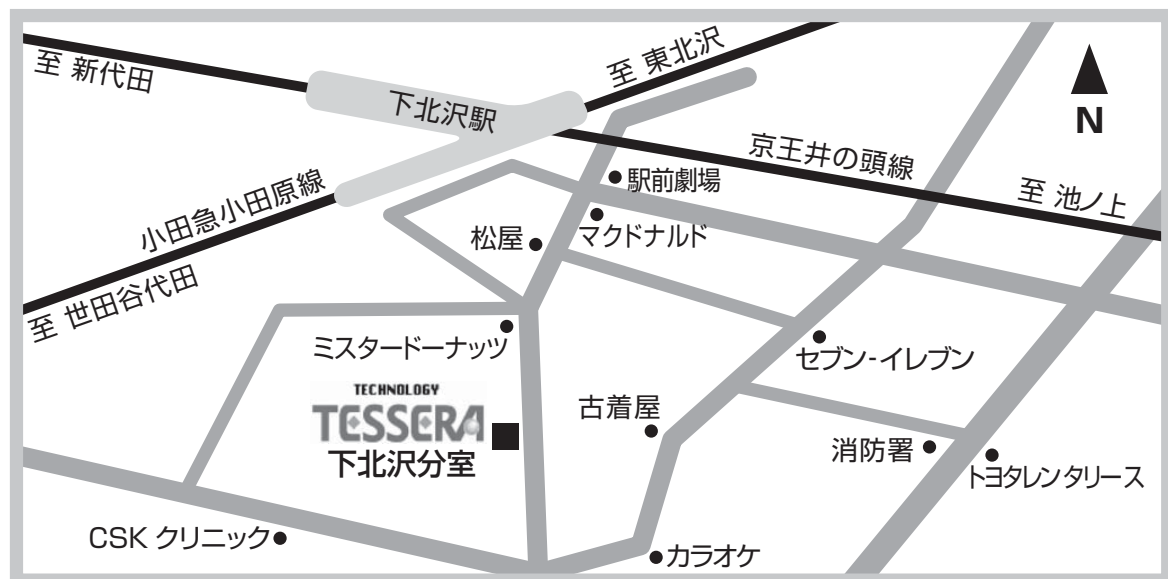 至 新代田
下北沢駅
至 東北沢
N
京王井の頭線
至 池ノ上
駅前劇場
小田急小田原線
松屋
マクドナルド
至 世田谷代田
ミスタードーナッツ
セブン-イレブン
TECHNOLOGY
TESSERA
下北沢分室
古着屋
消防署
トヨタレンタリース
CSK クリニック
カラオケ